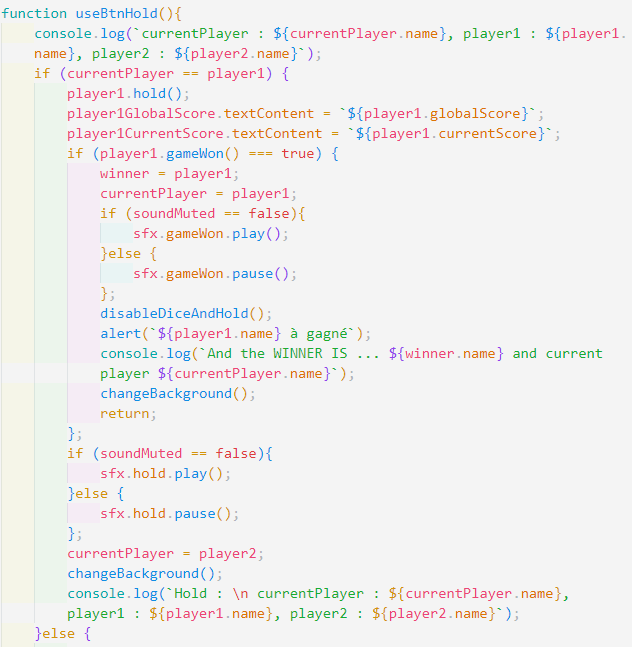 function useBtnHold(){
    console.log(`currentPlayer : ${currentPlayer.name}, player1 : ${player1.
    name}, player2 : ${player2.name}`);
    if (currentPlayer == player1) {
        player1.hold();
        player1GlobalScore.textContent = `${player1.globalScore}`;
        player1CurrentScore.textContent = `${player1.currentScore}`;
        if (player1.gameWon() === true) {
            winner = player1;
            currentPlayer = player1;
            if (soundMuted == false){
                sfx.gameWon.play();
            }else {
                sfx.gameWon.pause();
            };
            disableDiceAndHold();
            alert(`${player1.name} à gagné`);
            console.log(`And the WINNER IS ... ${winner.name} and current
            player ${currentPlayer.name}`);
            changeBackground();
            return;
        };
        if (soundMuted == false){
            sfx.hold.play();
        }else {
            sfx.hold.pause();
        };
        currentPlayer = player2;
        changeBackground();
        console.log(`Hold : \n currentPlayer : ${currentPlayer.name},
        player1 : ${player1.name}, player2 : ${player2.name}`);
    }else {